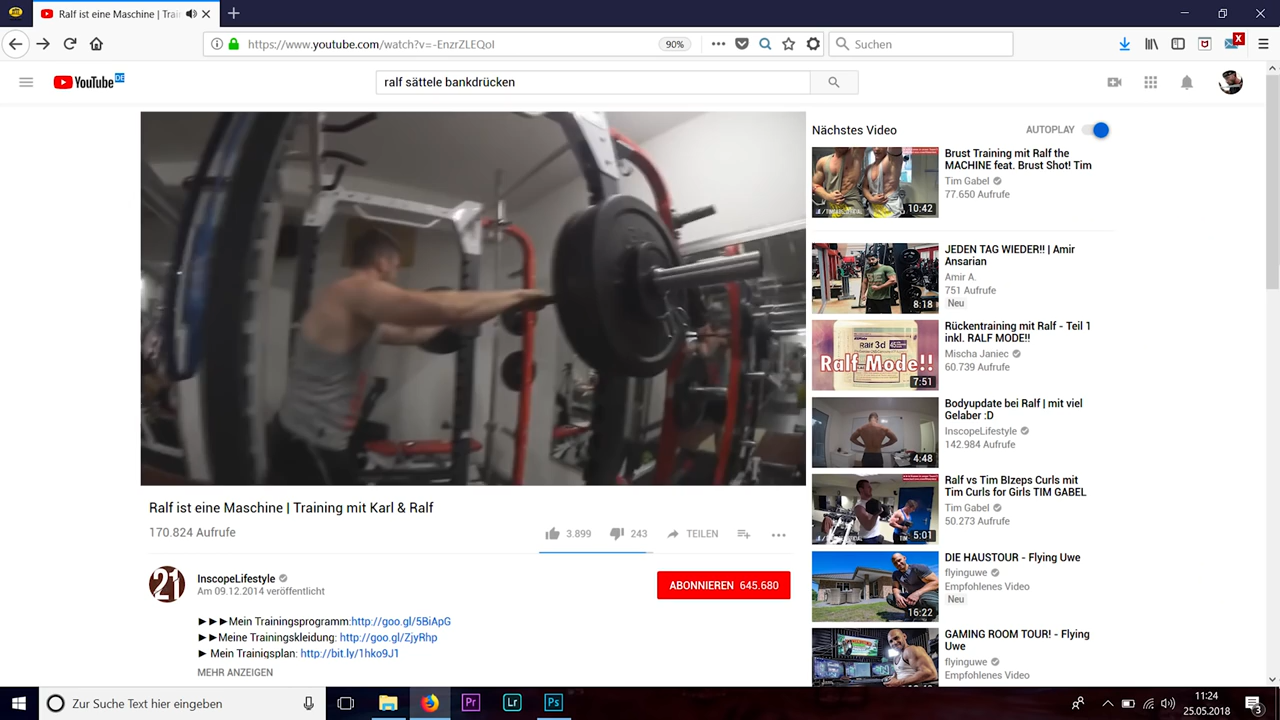 Ralf ist eine Maschine | Trai
https://www.youtube.com/watch?v=-EnzrZLEQoI
90%
Suchen
YouTube DE
ralf sättele bankdrücken
Nächstes Video
AUTOPLAY
Brust Training mit Ralf the
MACHINE feat. Brust Shot! Tim
Tim Gabel
77.650 Aufrufe
10:42
JEDEN TAG WIEDER!! | Amir
Ansarian
Amir A.
751 Aufrufe
Neu
8:18
Rückentraining mit Ralf - Teil 1
inkl. RALF MODE!!
Mischa Janiec
60.739 Aufrufe
Ralf 3d
Ralf Mode!!
7:51
Bodyupdate bei Ralf | mit viel
Gelaber :D
InscopeLifestyle
142.984 Aufrufe
4:48
Ralf vs Tim BIzeps Curls mit
Tim Curls for Girls TIM GABEL
Tim Gabel
50.273 Aufrufe
5:01
DIE HAUSTOUR - Flying Uwe
flyinguwe
Empfohlenes Video
Neu
16:22
GAMING ROOM TOUR! - Flying
Uwe
flyinguwe
Empfohlenes Video
Ralf ist eine Maschine | Training mit Karl & Ralf
170.824 Aufrufe
3.899
243
TEILEN
21
InscopeLifestyle
Am 09.12.2014 veröffentlicht
ABONNIEREN 645.680
►►►Mein Trainingsprogramm:http://goo.gl/5BiApG
►►Meine Trainingskleidung: http://goo.gl/ZjyRhp
► Mein Trainigsplan: http://bit.ly/1hko9J1
MEHR ANZEIGEN
Zur Suche Text hier eingeben
Pr
Lr
Ps
11:24
25.05.2018
3